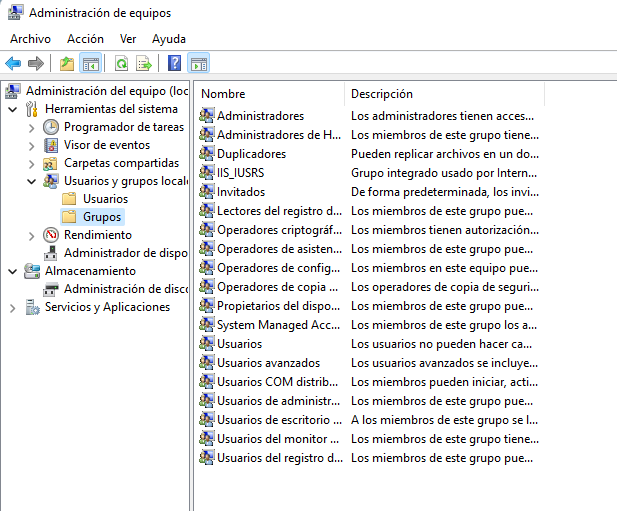 Administración de equipos
Archivo Acción Ver Ayuda
Administración del equipo (loc
Herramientas del sistema
Programador de tareas
Visor de eventos
Carpetas compartidas
Usuarios y grupos locale
Usuarios
Grupos
Rendimiento
Administrador de dispo
Almacenamiento
Administración de disco
Servicios y Aplicaciones
Nombre Descripción
Administradores Los administradores tienen acces...
Administradores de H... Los miembros de este grupo tiene...
Duplicadores Pueden replicar archivos en un do...
IIS_IUSRS Grupo integrado usado por Intern...
Invitados De forma predeterminada, los invi...
Lectores del registro d... Los miembros de este grupo pue...
Operadores criptográf... Los miembros tienen autorización...
Operadores de asisten... Los miembros de este grupo pue...
Operadores de config... Los miembros en este equipo pue...
Operadores de copia ... Los operadores de copia de seguri...
Propietarios del dispo... Los miembros de este grupo pue...
System Managed Acc... Los miembros de este grupo los a...
Usuarios Los usuarios no pueden hacer ca...
Usuarios avanzados Los usuarios avanzados se incluye...
Usuarios COM distrib... Los miembros pueden iniciar, acti...
Usuarios de administr... Los miembros de este grupo pue...
Usuarios de escritorio ... A los miembros de este grupo se l...
Usuarios del monitor ... Los miembros de este grupo tiene...
Usuarios del registro d... Los miembros de este grupo pue...